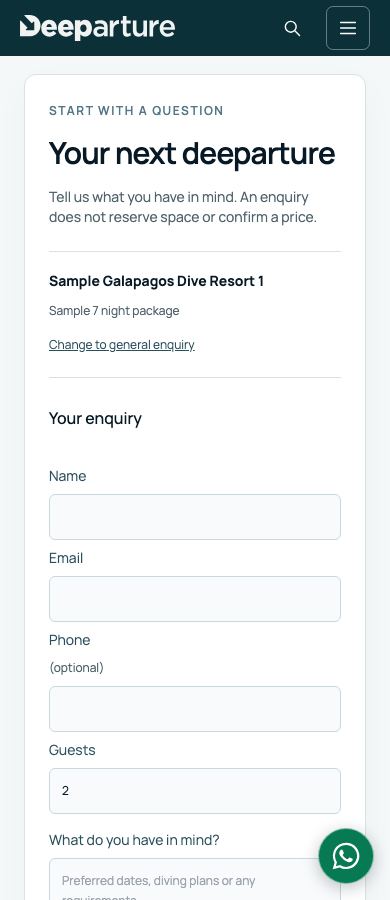 Deeparture
START WITH A QUESTION
Your next deeparture
Tell us what you have in mind. An enquiry
does not reserve space or confirm a price.
Sample Galapagos Dive Resort 1
Sample 7 night package
Change to general enquiry
Your enquiry
Name
Email
Phone
(optional)
Guests
2
What do you have in mind?
Preferred dates, diving plans or any
requirements